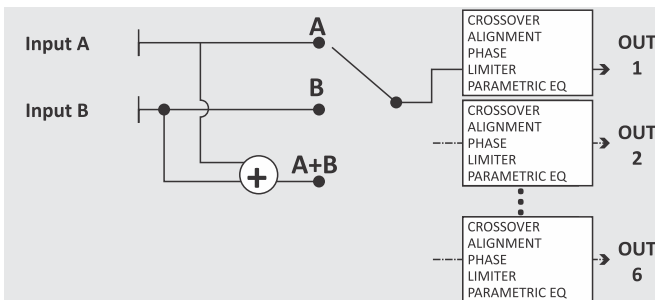 Input A
A
Input B
B
+
A+B
CROSSOVER
ALIGNMENT
PHASE
LIMITER
PARAMETRIC EQ
OUT
1
CROSSOVER
ALIGNMENT
PHASE
LIMITER
PARAMETRIC EQ
OUT
2
CROSSOVER
ALIGNMENT
PHASE
LIMITER
PARAMETRIC EQ
OUT
6